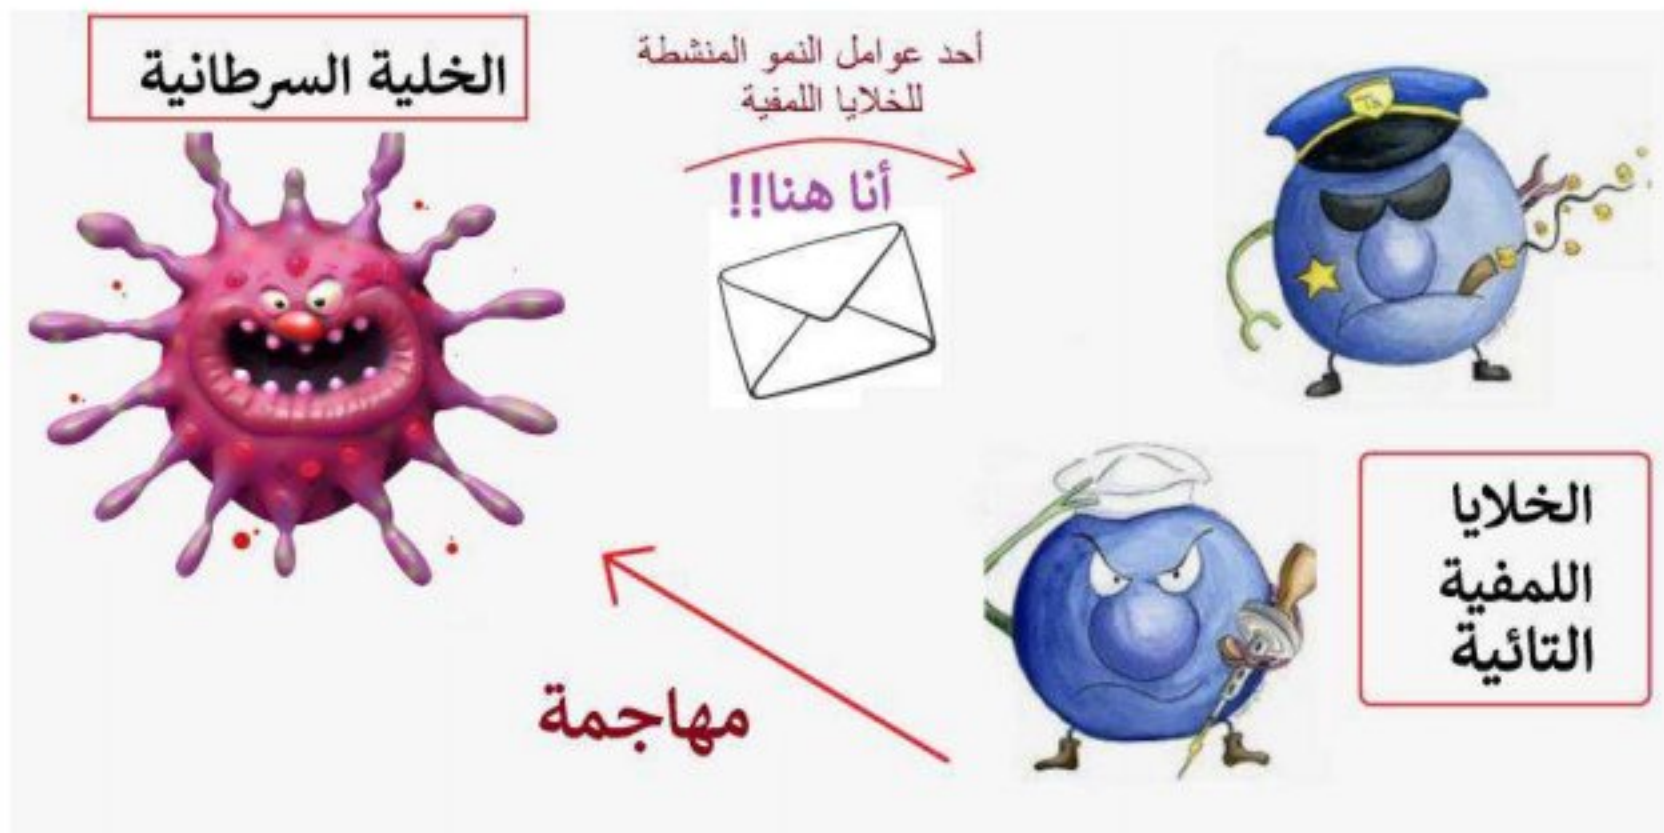 الخلية السرطانية
أحد عوامل النمو المنشطة
للخلايا اللمفية
أنا هنا!!
الخلايا
اللمفية
التائية
مهاجمة